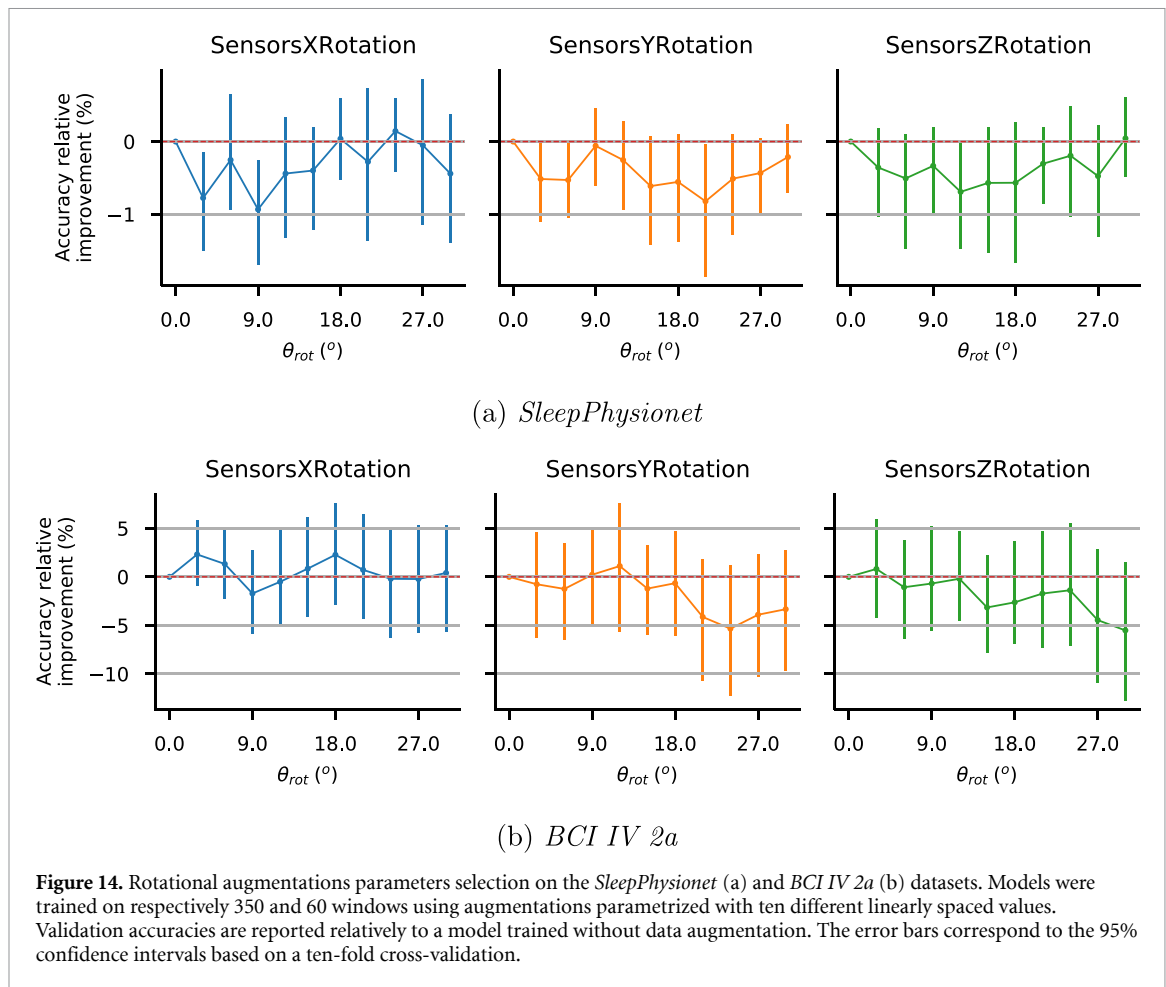 SensorsXRotation SensorsYRotation SensorsZRotation
Accuracy relative
improvement (%)
0
−1
0.0 9.0 18.0 27.0 0.0 9.0 18.0 27.0 0.0 9.0 18.0 27.0
θrot (°) θrot (°) θrot (°)
(a) SleepPhysionet
SensorsXRotation SensorsYRotation SensorsZRotation
Accuracy relative
improvement (%)
5
0
−5
−10
0.0 9.0 18.0 27.0 0.0 9.0 18.0 27.0 0.0 9.0 18.0 27.0
θrot (°) θrot (°) θrot (°)
(b) BCI IV 2a
Figure 14. Rotational augmentations parameters selection on the SleepPhysionet (a) and BCI IV 2a (b) datasets. Models were
trained on respectively 350 and 60 windows using augmentations parametrized with ten different linearly spaced values.
Validation accuracies are reported relatively to a model trained without data augmentation. The error bars correspond to the 95%
confidence intervals based on a ten-fold cross-validation.